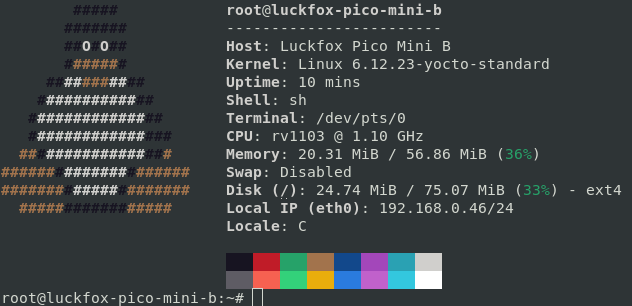 root@luckfox-pico-mini-b
------------------------
Host: Luckfox Pico Mini B
Kernel: Linux 6.12.23-yocto-standard
Uptime: 10 mins
Shell: sh
Terminal: /dev/pts/0
CPU: rv1103 @ 1.10 GHz
Memory: 20.31 MiB / 56.86 MiB (36%)
Swap: Disabled
Disk (/): 24.74 MiB / 75.07 MiB (33%) - ext4
Local IP (eth0): 192.168.0.46/24
Locale: C
root@luckfox-pico-mini-b:~#